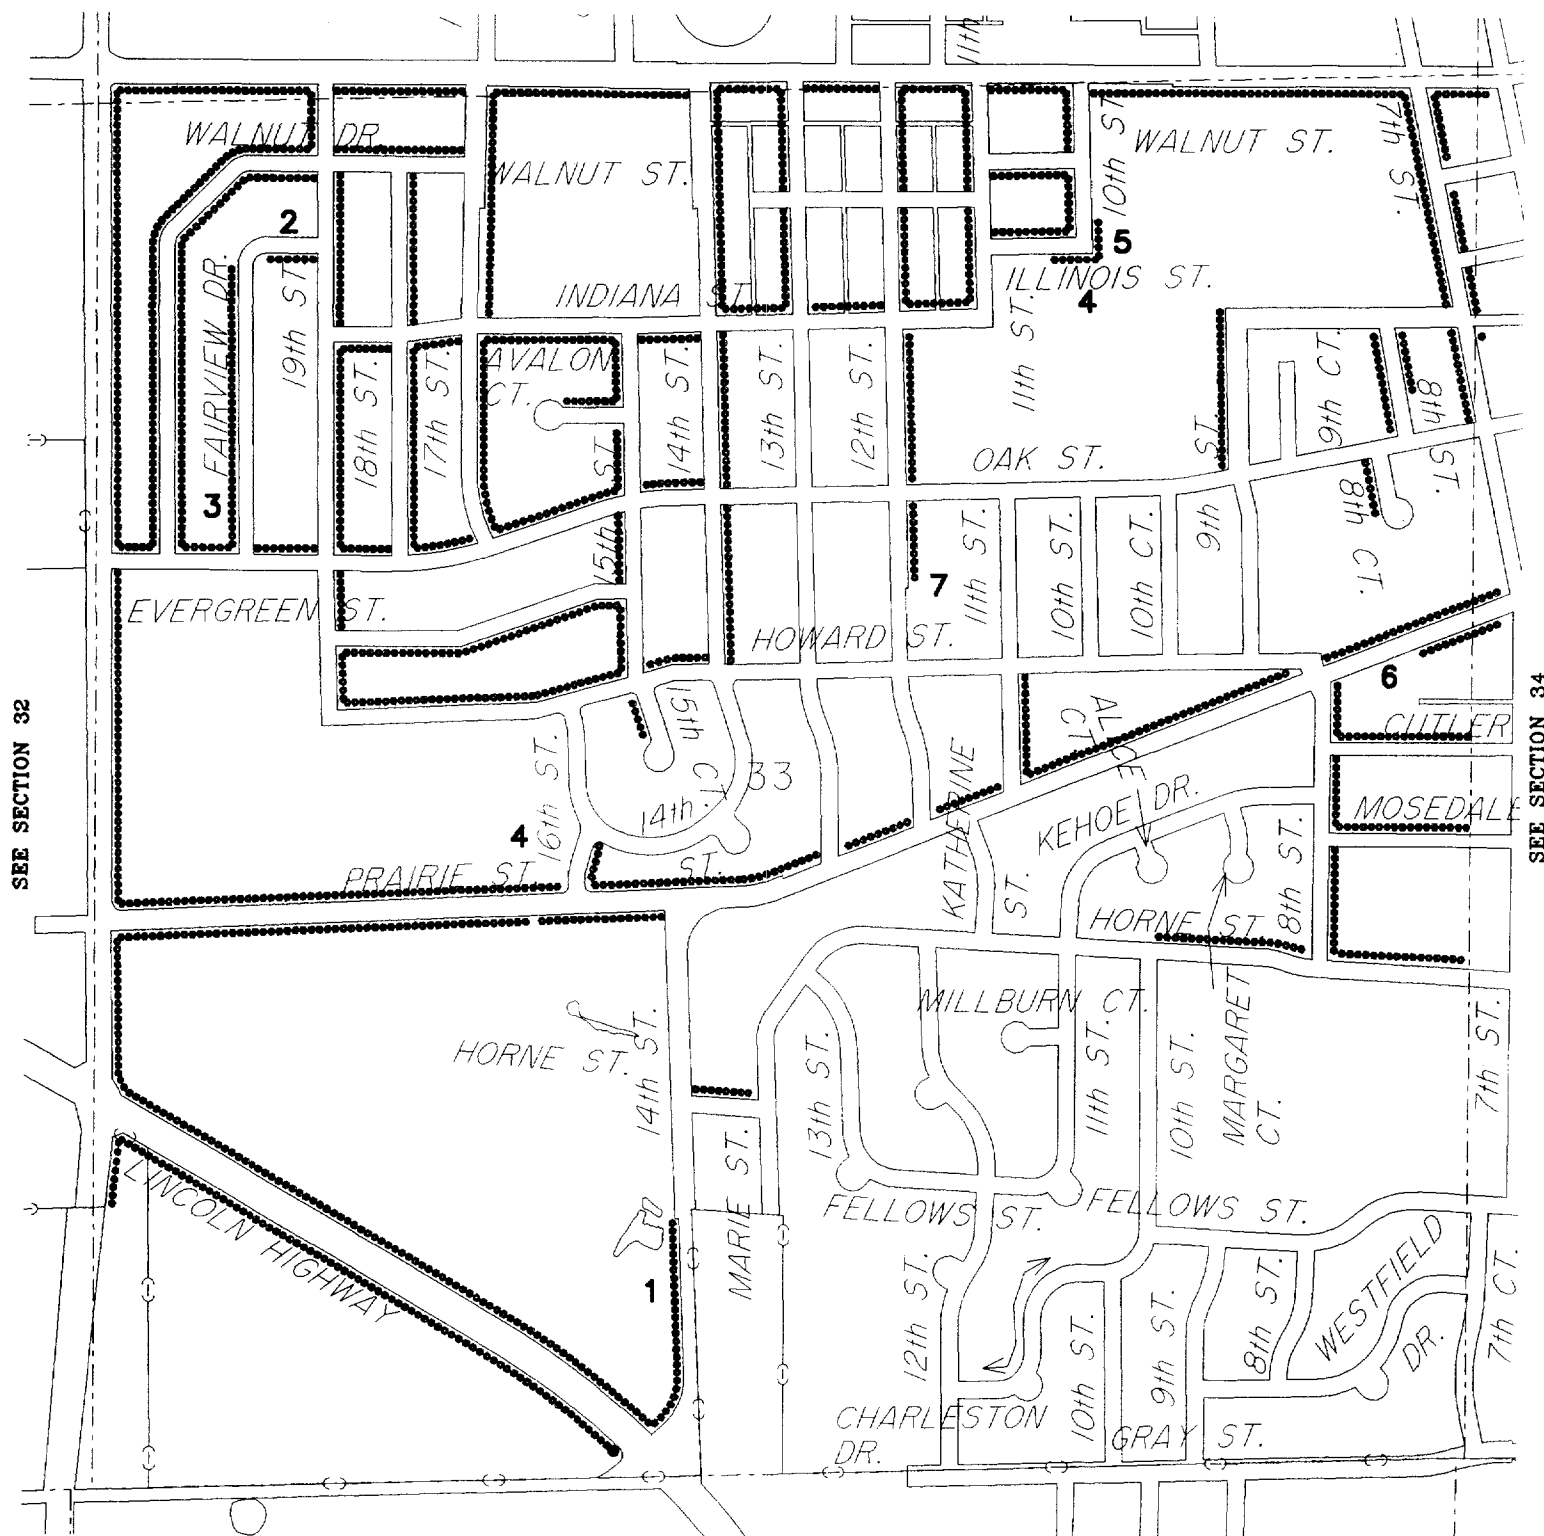 11th
WALNUT DR.
WALNUT ST.
10th ST.
WALNUT ST.
7th ST.
2
5
FAIRVIEW DR.
19th ST.
INDIANA ST.
ILLINOIS ST.
4
11th ST.
AVALON
CT.
18th ST.
17th ST.
14th ST.
13th ST.
12th ST.
9th CT.
8th ST.
OAK ST.
9th ST.
8th CT.
3
15th ST.
11th ST.
10th ST.
10th CT.
7
EVERGREEN ST.
HOWARD ST.
6
SEE SECTION 32
SEE SECTION 34
15th CT.
ALICE
CT.
CUTLER
16th ST.
33
14th ST.
KATHERINE ST.
KEHOE DR.
MOSEDALE
4
PRAIRIE ST.
8th ST.
HORNE ST.
MILLBURN CT.
HORNE ST.
14th ST.
13th ST.
11th ST.
10th ST.
MARGARET
CT.
7th ST.
LINCOLN HIGHWAY
MARIE ST.
FELLOWS ST.
FELLOWS ST.
1
12th ST.
10th ST.
9th ST.
8th ST.
WESTFIELD
DR.
7th CT.
CHARLESTON
DR.
GRAY ST.